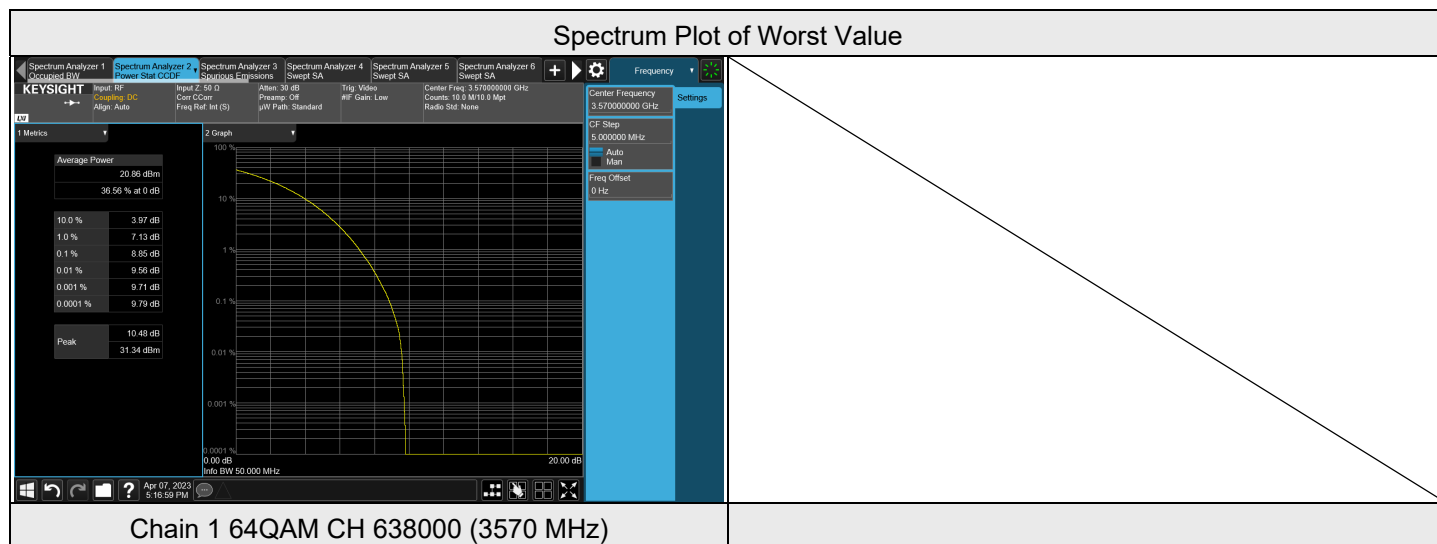 Spectrum Plot of Worst Value
Spectrum Analyzer 1 Spectrum Analyzer 2 Spectrum Analyzer 3 Spectrum Analyzer 4 Spectrum Analyzer 5 Spectrum Analyzer 6 + Frequency
Occupied BW Power Stat CCDF Spurious Emissions Swept SA Swept SA Swept SA
KEYSIGHT Input: RF Input Z: 50 Ω Atten: 30 dB Trig: Video Center Freq: 3.570000000 GHz
Coupling: DC Corr CCorr Preamp: Off #IF Gain: Low Counts: 10.0 M/10.0 Mpt
Align: Auto Freq Ref: Int (S) µW Path: Standard Radio Std: None
LXI
Center Frequency
3.570000000 GHz
Settings
CF Step
5.000000 MHz
Auto
Man
Freq Offset
0 Hz
1 Metrics
Average Power
20.86 dBm
36.56 % at 0 dB
10.0 % 3.97 dB
1.0 % 7.13 dB
0.1 % 8.85 dB
0.01 % 9.56 dB
0.001 % 9.71 dB
0.0001 % 9.79 dB
Peak 10.48 dB
31.34 dBm
2 Graph
100 %
10 %
1 %
0.1 %
0.01 %
0.001 %
0.0001 %
0.00 dB 20.00 dB
Info BW 50.000 MHz
? Apr 07, 2023
5:16:59 PM
Chain 1 64QAM CH 638000 (3570 MHz)